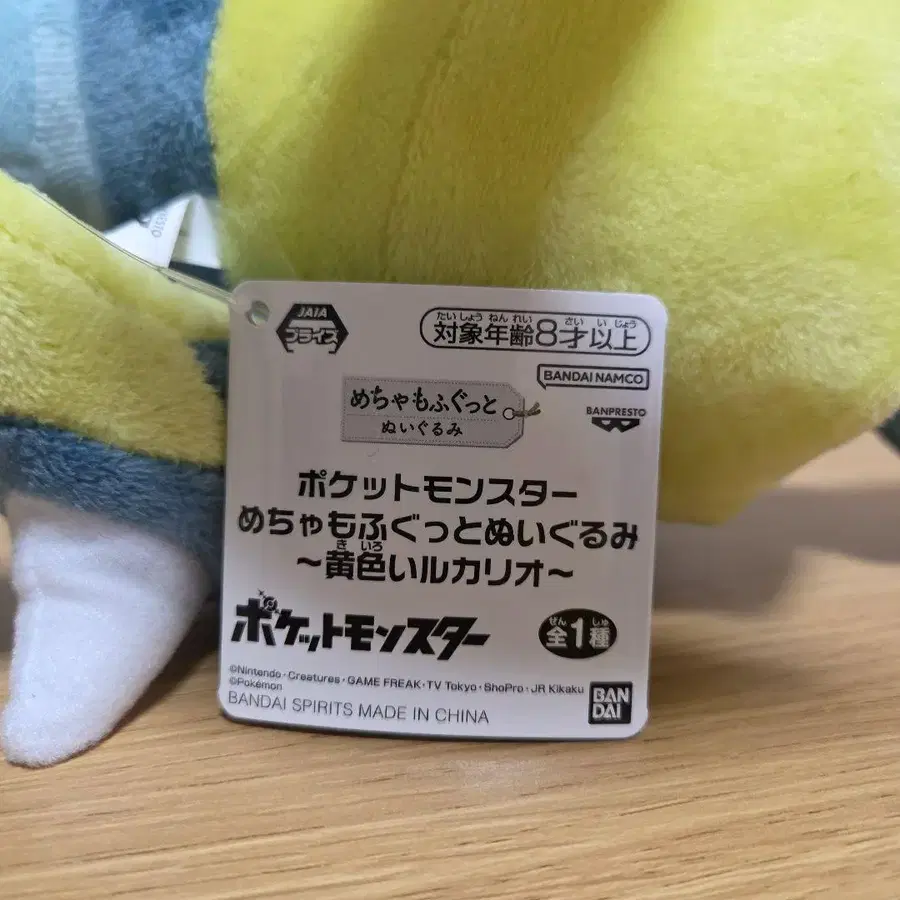 JAIA
プライズ
たいしょうねんれい さい いじょう
対象年齢8才以上
BANDAI NAMCO
BANPRESTO
めちゃもふぐっと
ぬいぐるみ
ポケットモンスター
めちゃもふぐっとぬいぐるみ
きいろ
~黄色いルカリオ~
ポケットモンスター
ぜん しゅ
全1種
©Nintendo・Creatures・GAME FREAK・TV Tokyo・ShoPro・JR Kikaku
©Pokémon
BANDAI SPIRITS MADE IN CHINA
BAN
DAI